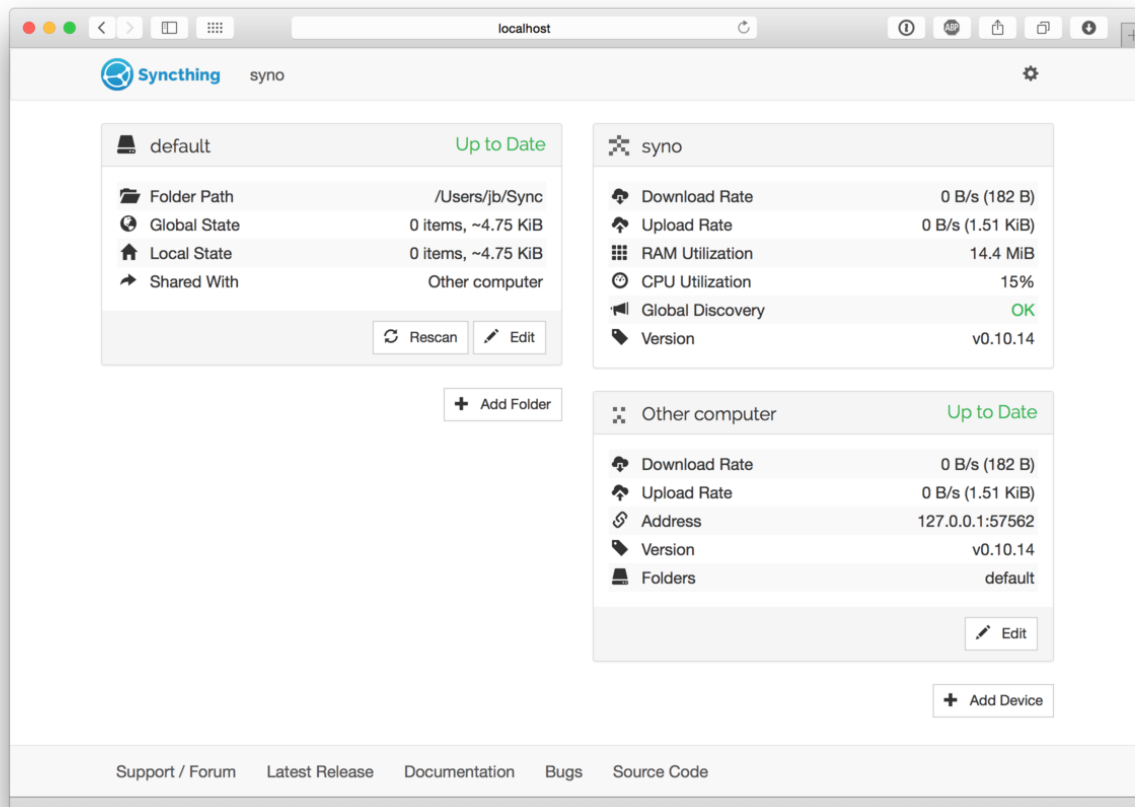 localhost
ABP
Syncthing syno
default Up to Date
Folder Path /Users/jb/Sync
Global State 0 items, ~4.75 KiB
Local State 0 items, ~4.75 KiB
Shared With Other computer
Rescan Edit
Add Folder
syno
Download Rate 0 B/s (182 B)
Upload Rate 0 B/s (1.51 KiB)
RAM Utilization 14.4 MiB
CPU Utilization 15%
Global Discovery OK
Version v0.10.14
Other computer Up to Date
Download Rate 0 B/s (182 B)
Upload Rate 0 B/s (1.51 KiB)
Address 127.0.0.1:57562
Version v0.10.14
Folders default
Edit
Add Device
Support / Forum Latest Release Documentation Bugs Source Code